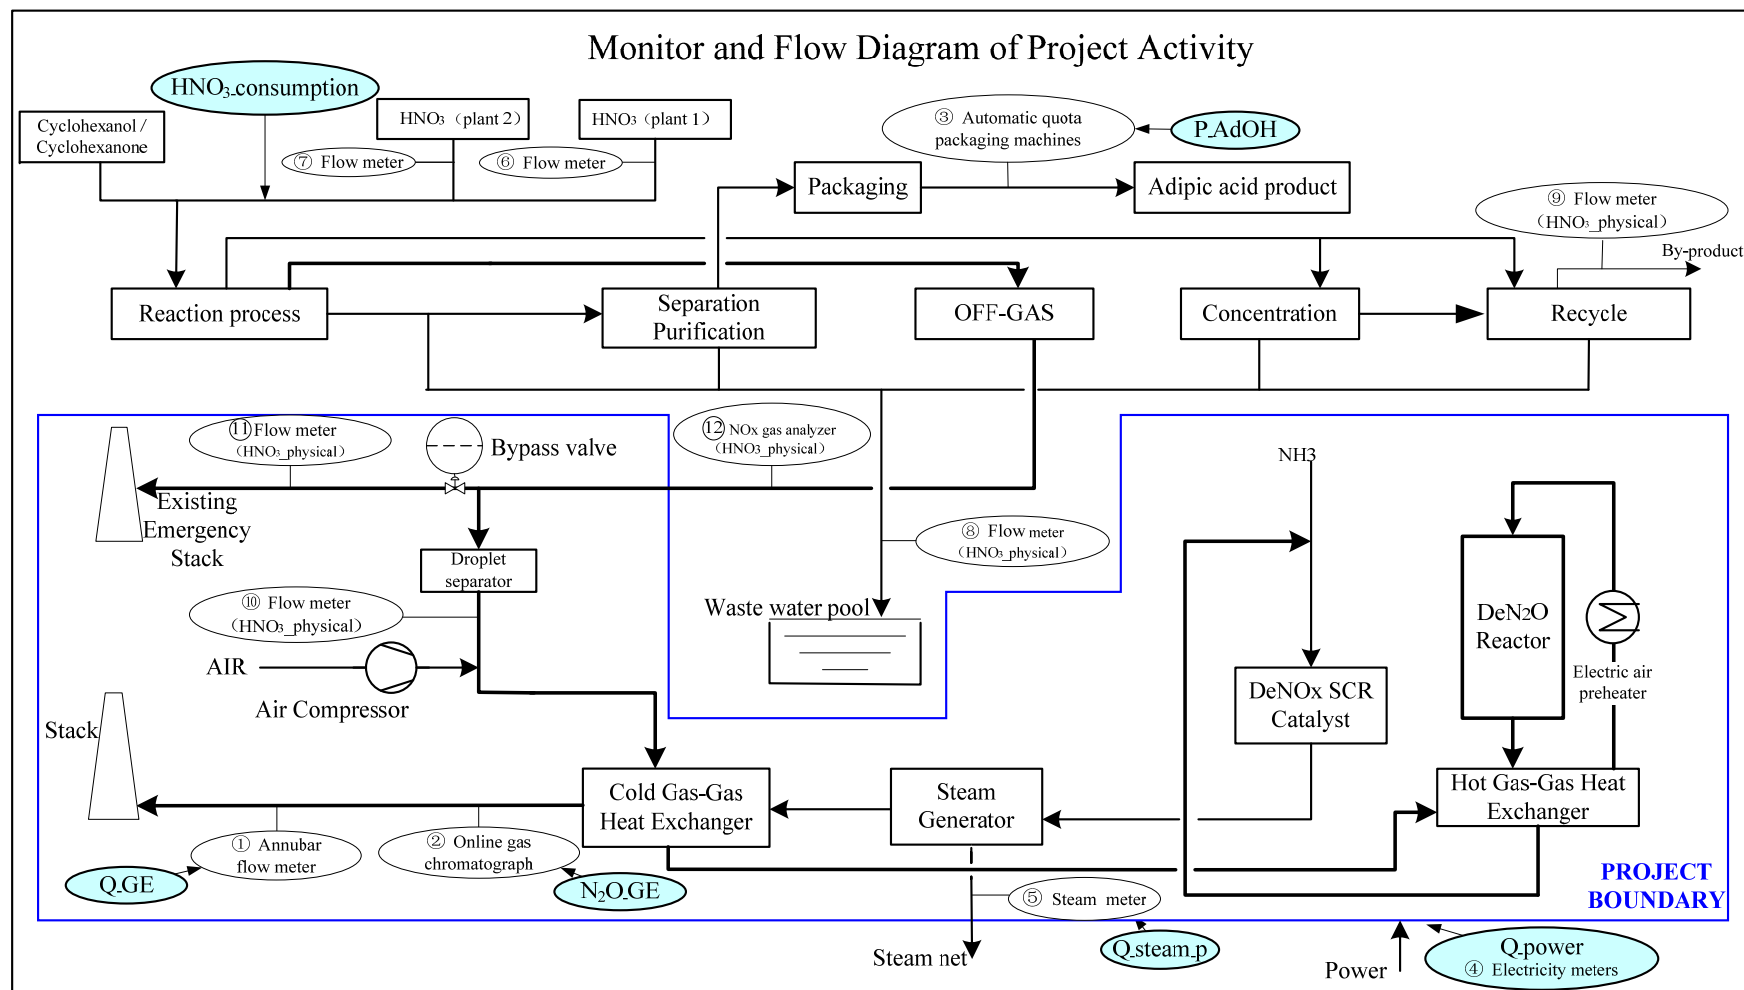 Monitor and Flow Diagram of Project Activity
HNO₃_consumption
Cyclohexanol /
Cyclohexanone
HNO₃（plant 2）
HNO₃（plant 1）
⑦ Flow meter
⑥ Flow meter
③ Automatic quota
packaging machines
P_AdOH
Packaging
Adipic acid product
⑨ Flow meter
（HNO₃_physical）
By-product
Reaction process
Separation
Purification
OFF-GAS
Concentration
Recycle
⑪ Flow meter
（HNO₃_physical）
Bypass valve
⑫ NOx gas analyzer
（HNO₃_physical）
NH3
Existing
Emergency
Stack
⑧ Flow meter
（HNO₃_physical）
Droplet
separator
⑩ Flow meter
（HNO₃_physical）
Waste water pool
DeN2O
Reactor
AIR
Air Compressor
Electric air
preheater
DeNOx SCR
Catalyst
Stack
Cold Gas-Gas
Heat Exchanger
Steam
Generator
Hot Gas-Gas Heat
Exchanger
① Annubar
flow meter
② Online gas
chromatograph
Q_GE
N₂O_GE
⑤ Steam meter
PROJECT
BOUNDARY
Steam net
Q_steam_p
Power
Q_power
④ Electricity meters